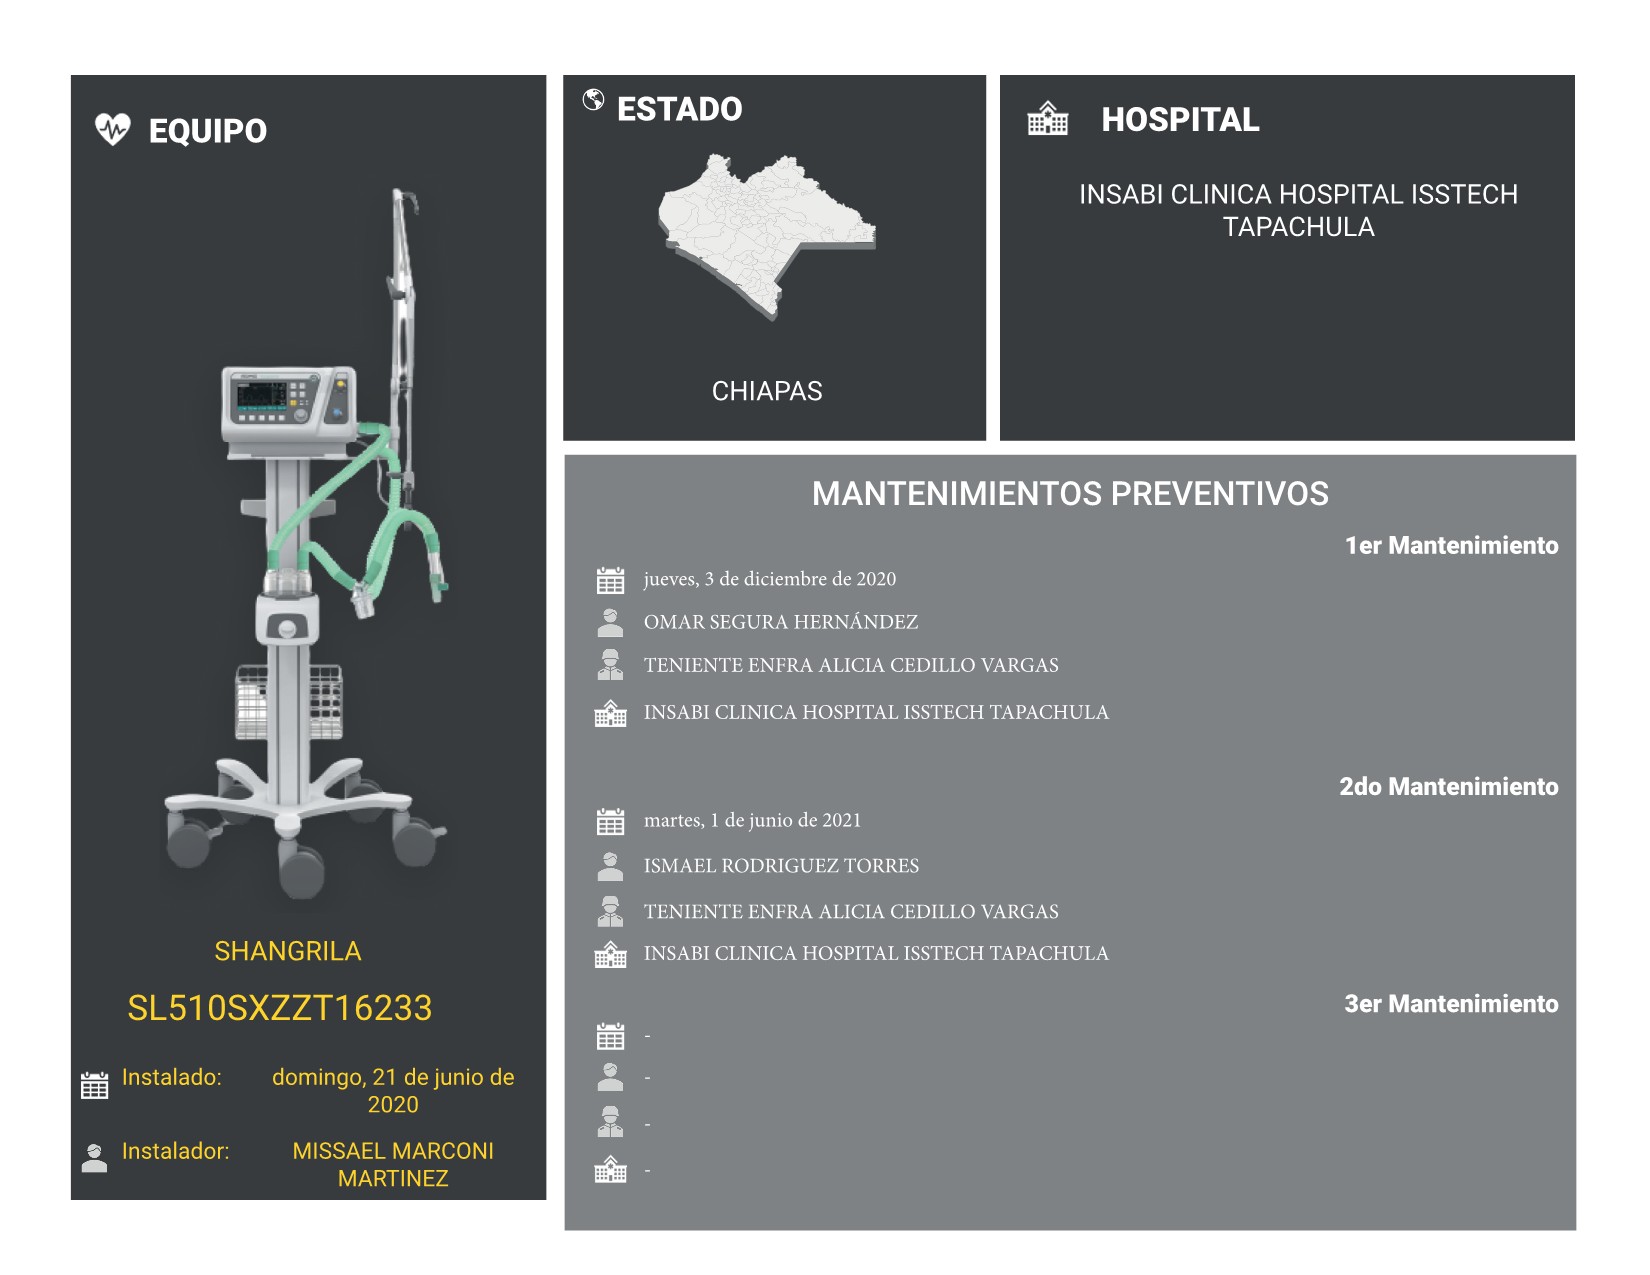 EQUIPO
SHANGRILA
SL510SXZZT16233
Instalado: domingo, 21 de junio de
2020
Instalador: MISSAEL MARCONI
MARTINEZ
ESTADO
CHIAPAS
HOSPITAL
INSABI CLINICA HOSPITAL ISSTECH
TAPACHULA
MANTENIMIENTOS PREVENTIVOS
1er Mantenimiento
jueves, 3 de diciembre de 2020
OMAR SEGURA HERNÁNDEZ
TENIENTE ENFRA ALICIA CEDILLO VARGAS
INSABI CLINICA HOSPITAL ISSTECH TAPACHULA
2do Mantenimiento
martes, 1 de junio de 2021
ISMAEL RODRIGUEZ TORRES
TENIENTE ENFRA ALICIA CEDILLO VARGAS
INSABI CLINICA HOSPITAL ISSTECH TAPACHULA
3er Mantenimiento
-
-
-
-